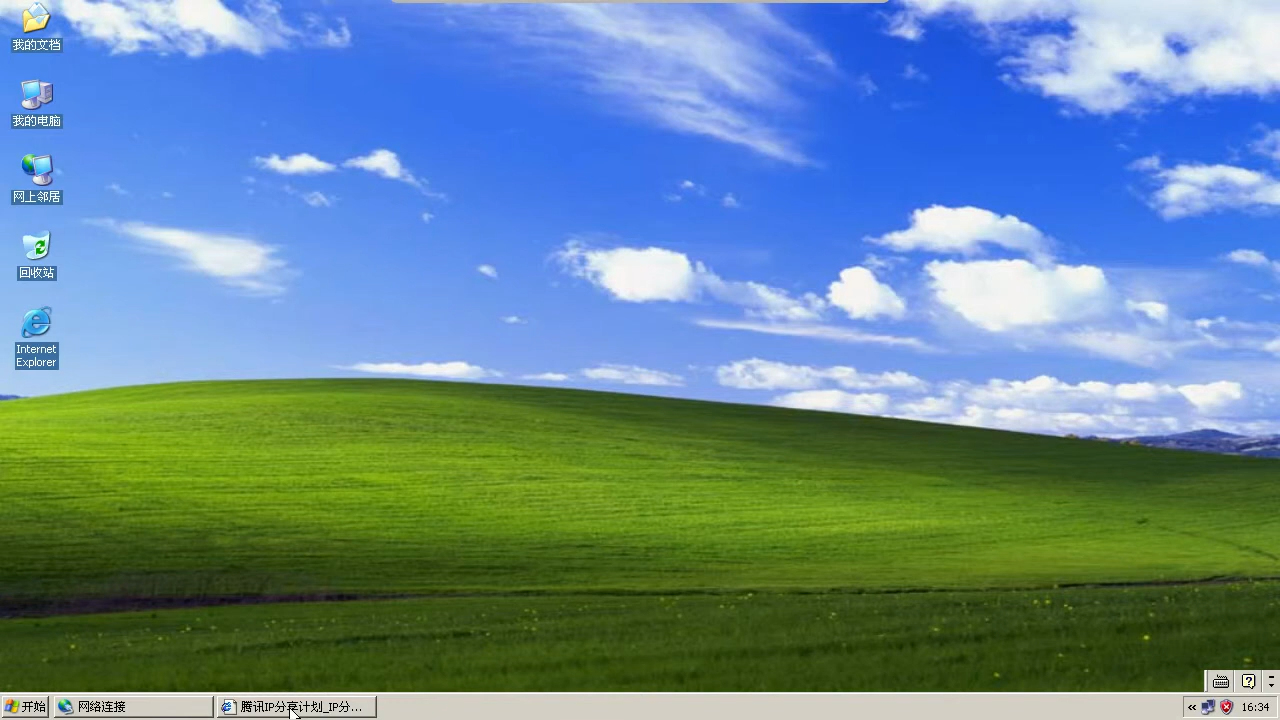 我的文档
我的电脑
网上邻居
回收站
Internet
Explorer
开始
网络连接
腾讯IP分享计划_IP分...
16:34